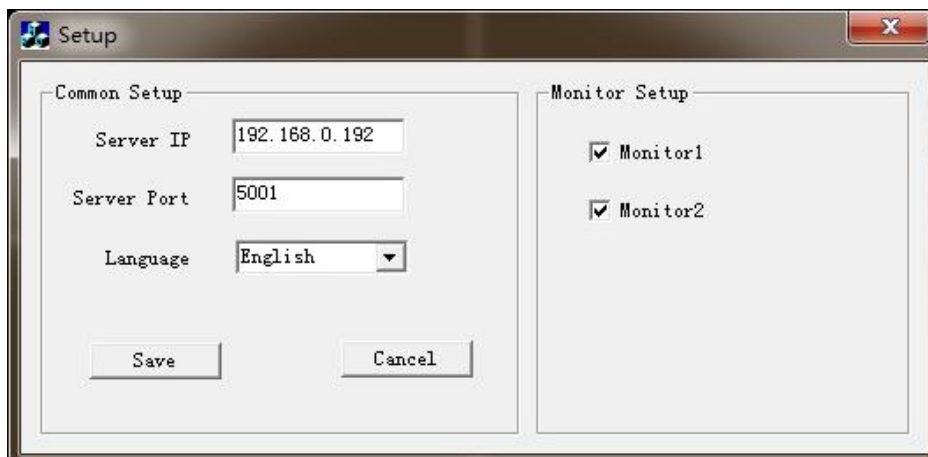 Setup
Common Setup
Server IP 192.168.0.192
Server Port 5001
Language English
Save Cancel
Monitor Setup
Monitor1
Monitor2